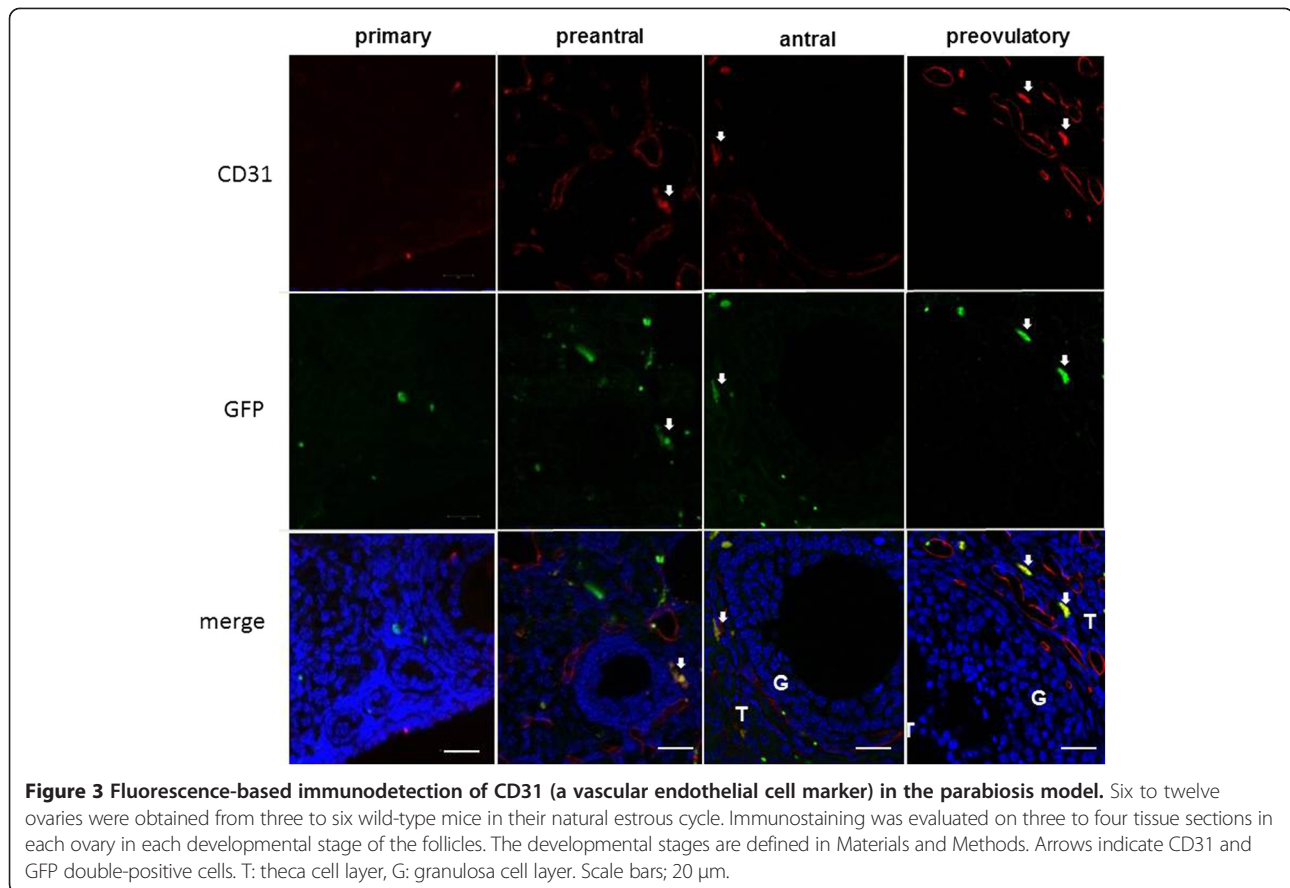 primary preantral antral preovulatory
CD31
GFP
merge
T
G
G
T
T
Figure 3 Fluorescence-based immunodetection of CD31 (a vascular endothelial cell marker) in the parabiosis model. Six to twelve
ovaries were obtained from three to six wild-type mice in their natural estrous cycle. Immunostaining was evaluated on three to four tissue sections in
each ovary in each developmental stage of the follicles. The developmental stages are defined in Materials and Methods. Arrows indicate CD31 and
GFP double-positive cells. T: theca cell layer, G: granulosa cell layer. Scale bars; 20 μm.